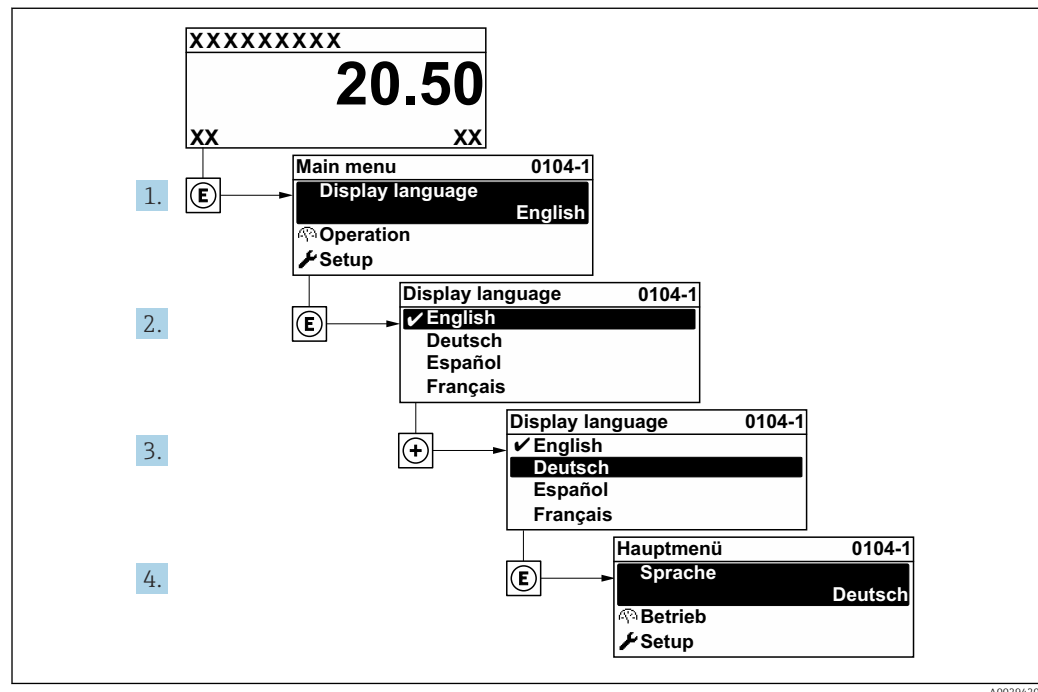 XXXXXXXXX
20.50
XX XX
1. E
Main menu 0104-1
Display language
English
Operation
Setup
2. E
Display language 0104-1
✔ English
Deutsch
Español
Français
3. +
Display language 0104-1
✔ English
Deutsch
Español
Français
4. E
Hauptmenü 0104-1
Sprache
Deutsch
Betrieb
Setup